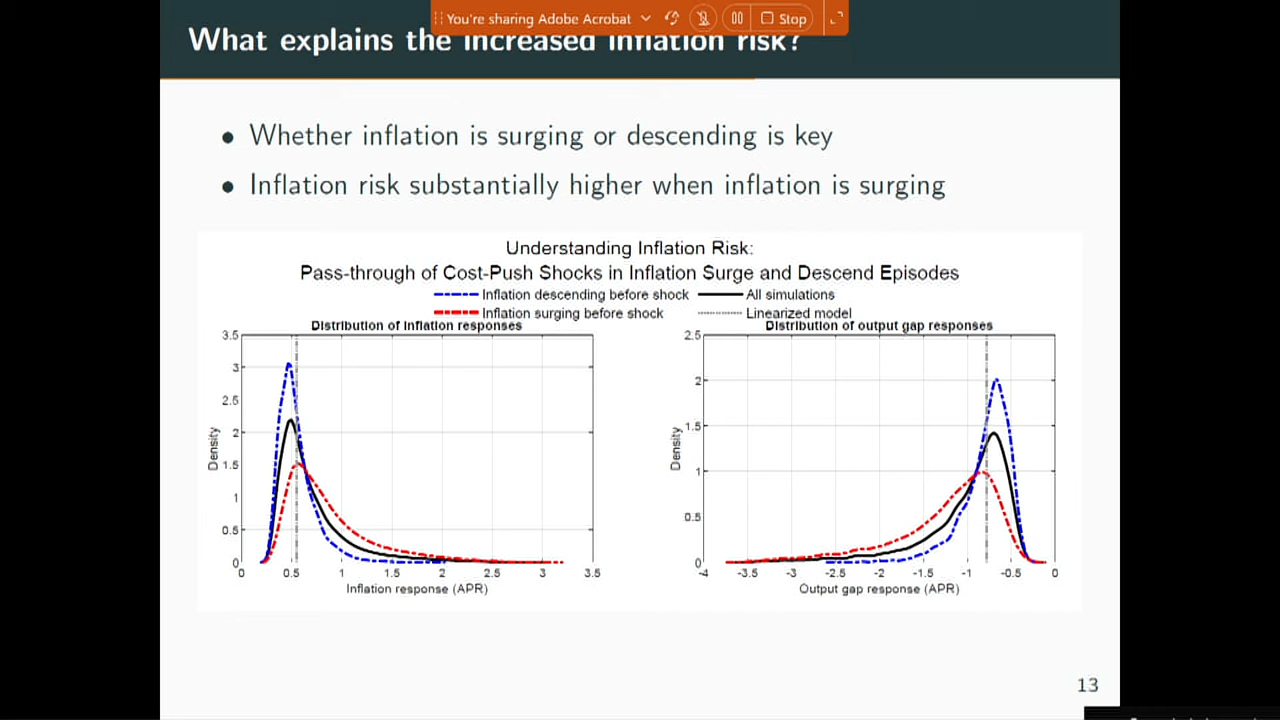 You're sharing Adobe Acrobat
Stop
What explains the increased inflation risk?
• Whether inflation is surging or descending is key
• Inflation risk substantially higher when inflation is surging
Understanding Inflation Risk:
Pass-through of Cost-Push Shocks in Inflation Surge and Descend Episodes
Inflation descending before shock
All simulations
Inflation surging before shock
Linearized model
Distribution of inflation responses
3.5
3
2.5
2
1.5
1
0.5
0
Density
0 0.5 1 1.5 2 2.5 3 3.5
Inflation response (APR)
Distribution of output gap responses
2.5
2
1.5
1
0.5
0
Density
-4 -3.5 -3 -2.5 -2 -1.5 -1 -0.5 0
Output gap response (APR)
13